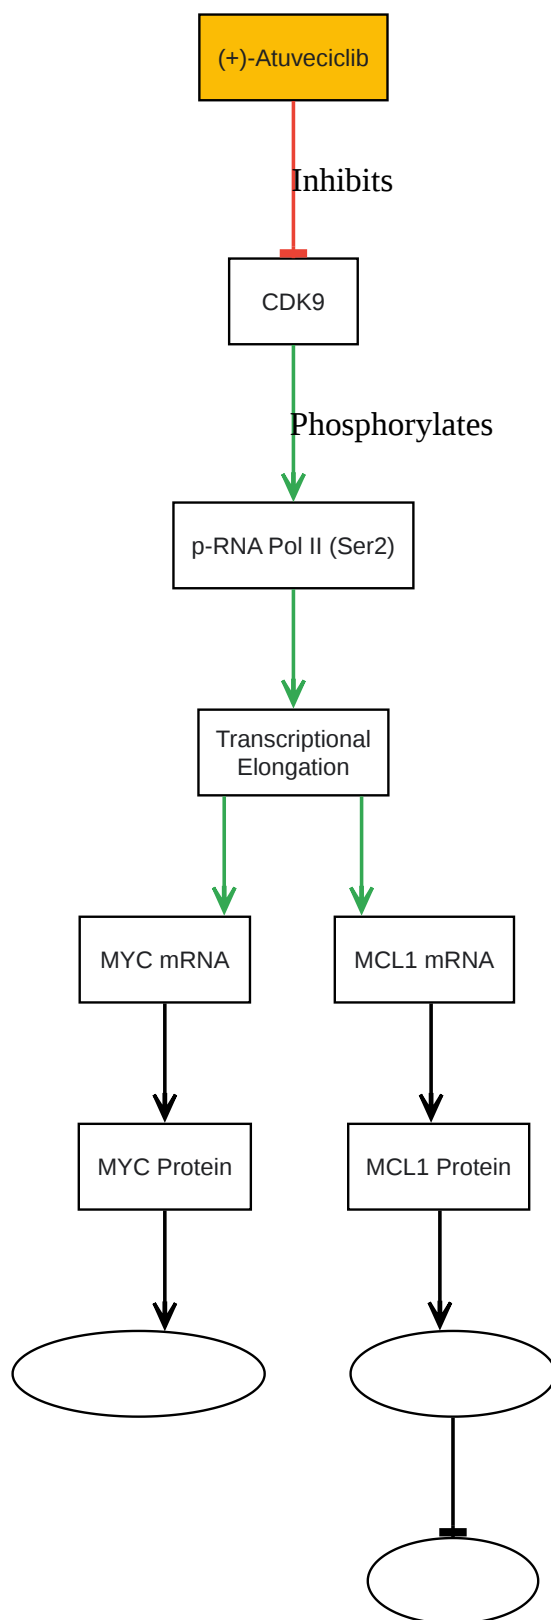 (+)-Atuveciclib
Inhibits
CDK9
Phosphorylates
p-RNA Pol II (Ser2)
Transcriptional
Elongation
MYC mRNA
MCL1 mRNA
MYC Protein
MCL1 Protein